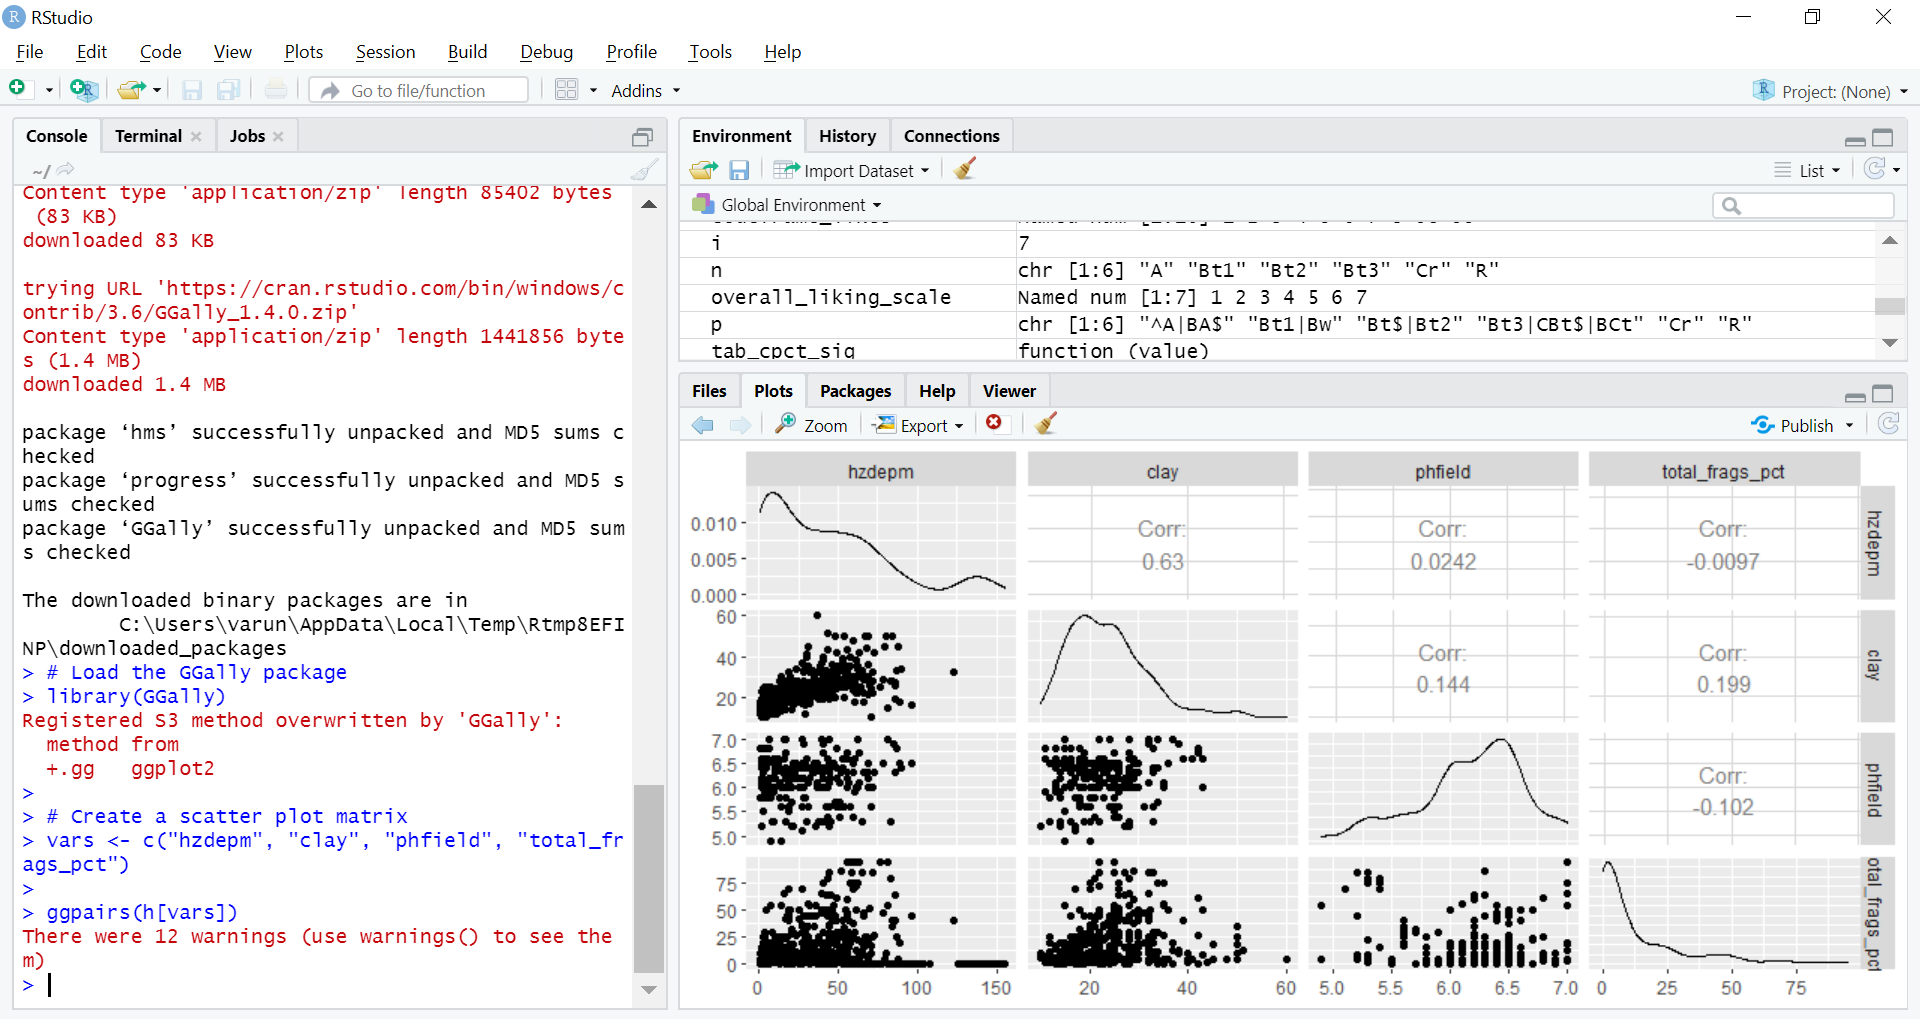 RStudio
File Edit Code View Plots Session Build Debug Profile Tools Help
Go to file/function Addins Project: (None)
Console Terminal Jobs
~/
Content type 'application/zip' length 85402 bytes
(83 KB)
downloaded 83 KB
trying URL 'https://cran.rstudio.com/bin/windows/c
ontrib/3.6/GGally_1.4.0.zip'
Content type 'application/zip' length 1441856 byte
s (1.4 MB)
downloaded 1.4 MB
package ‘hms’ successfully unpacked and MD5 sums c
hecked
package ‘progress’ successfully unpacked and MD5 s
ums checked
package ‘GGally’ successfully unpacked and MD5 sum
s checked
The downloaded binary packages are in
C:\Users\varun\AppData\Local\Temp\Rtmp8EFI
NP\downloaded_packages
> # Load the GGally package
> library(GGally)
Registered S3 method overwritten by 'GGally':
method from
+.gg ggplot2
>
> # Create a scatter plot matrix
> vars <- c("hzdepm", "clay", "phfield", "total_fr
ags_pct")
>
> ggpairs(h[vars])
There were 12 warnings (use warnings() to see the
m)
>
Environment History Connections
Import Dataset List
Global Environment
i 7
n chr [1:6] "A" "Bt1" "Bt2" "Bt3" "Cr" "R"
overall_liking_scale Named num [1:7] 1 2 3 4 5 6 7
p chr [1:6] "^A|BA$" "Bt1|Bw" "Bt$|Bt2" "Bt3|CBt$|BCt" "Cr" "R"
tab_cpct_sig function (value)
Files Plots Packages Help Viewer
Zoom Export Publish
hzdepm clay phfield total_frags_pct
0.010
0.005
0.000
Corr:
0.63
Corr:
0.0242
Corr:
-0.0097
hzdepm
60
40
20
Corr:
0.144
Corr:
0.199
clay
7.0
6.5
6.0
5.5
5.0
Corr:
-0.102
phfield
75
50
25
0
otal_frags_pct
0 50 100 150 20 40 60 5.0 5.5 6.0 6.5 7.0 0 25 50 75